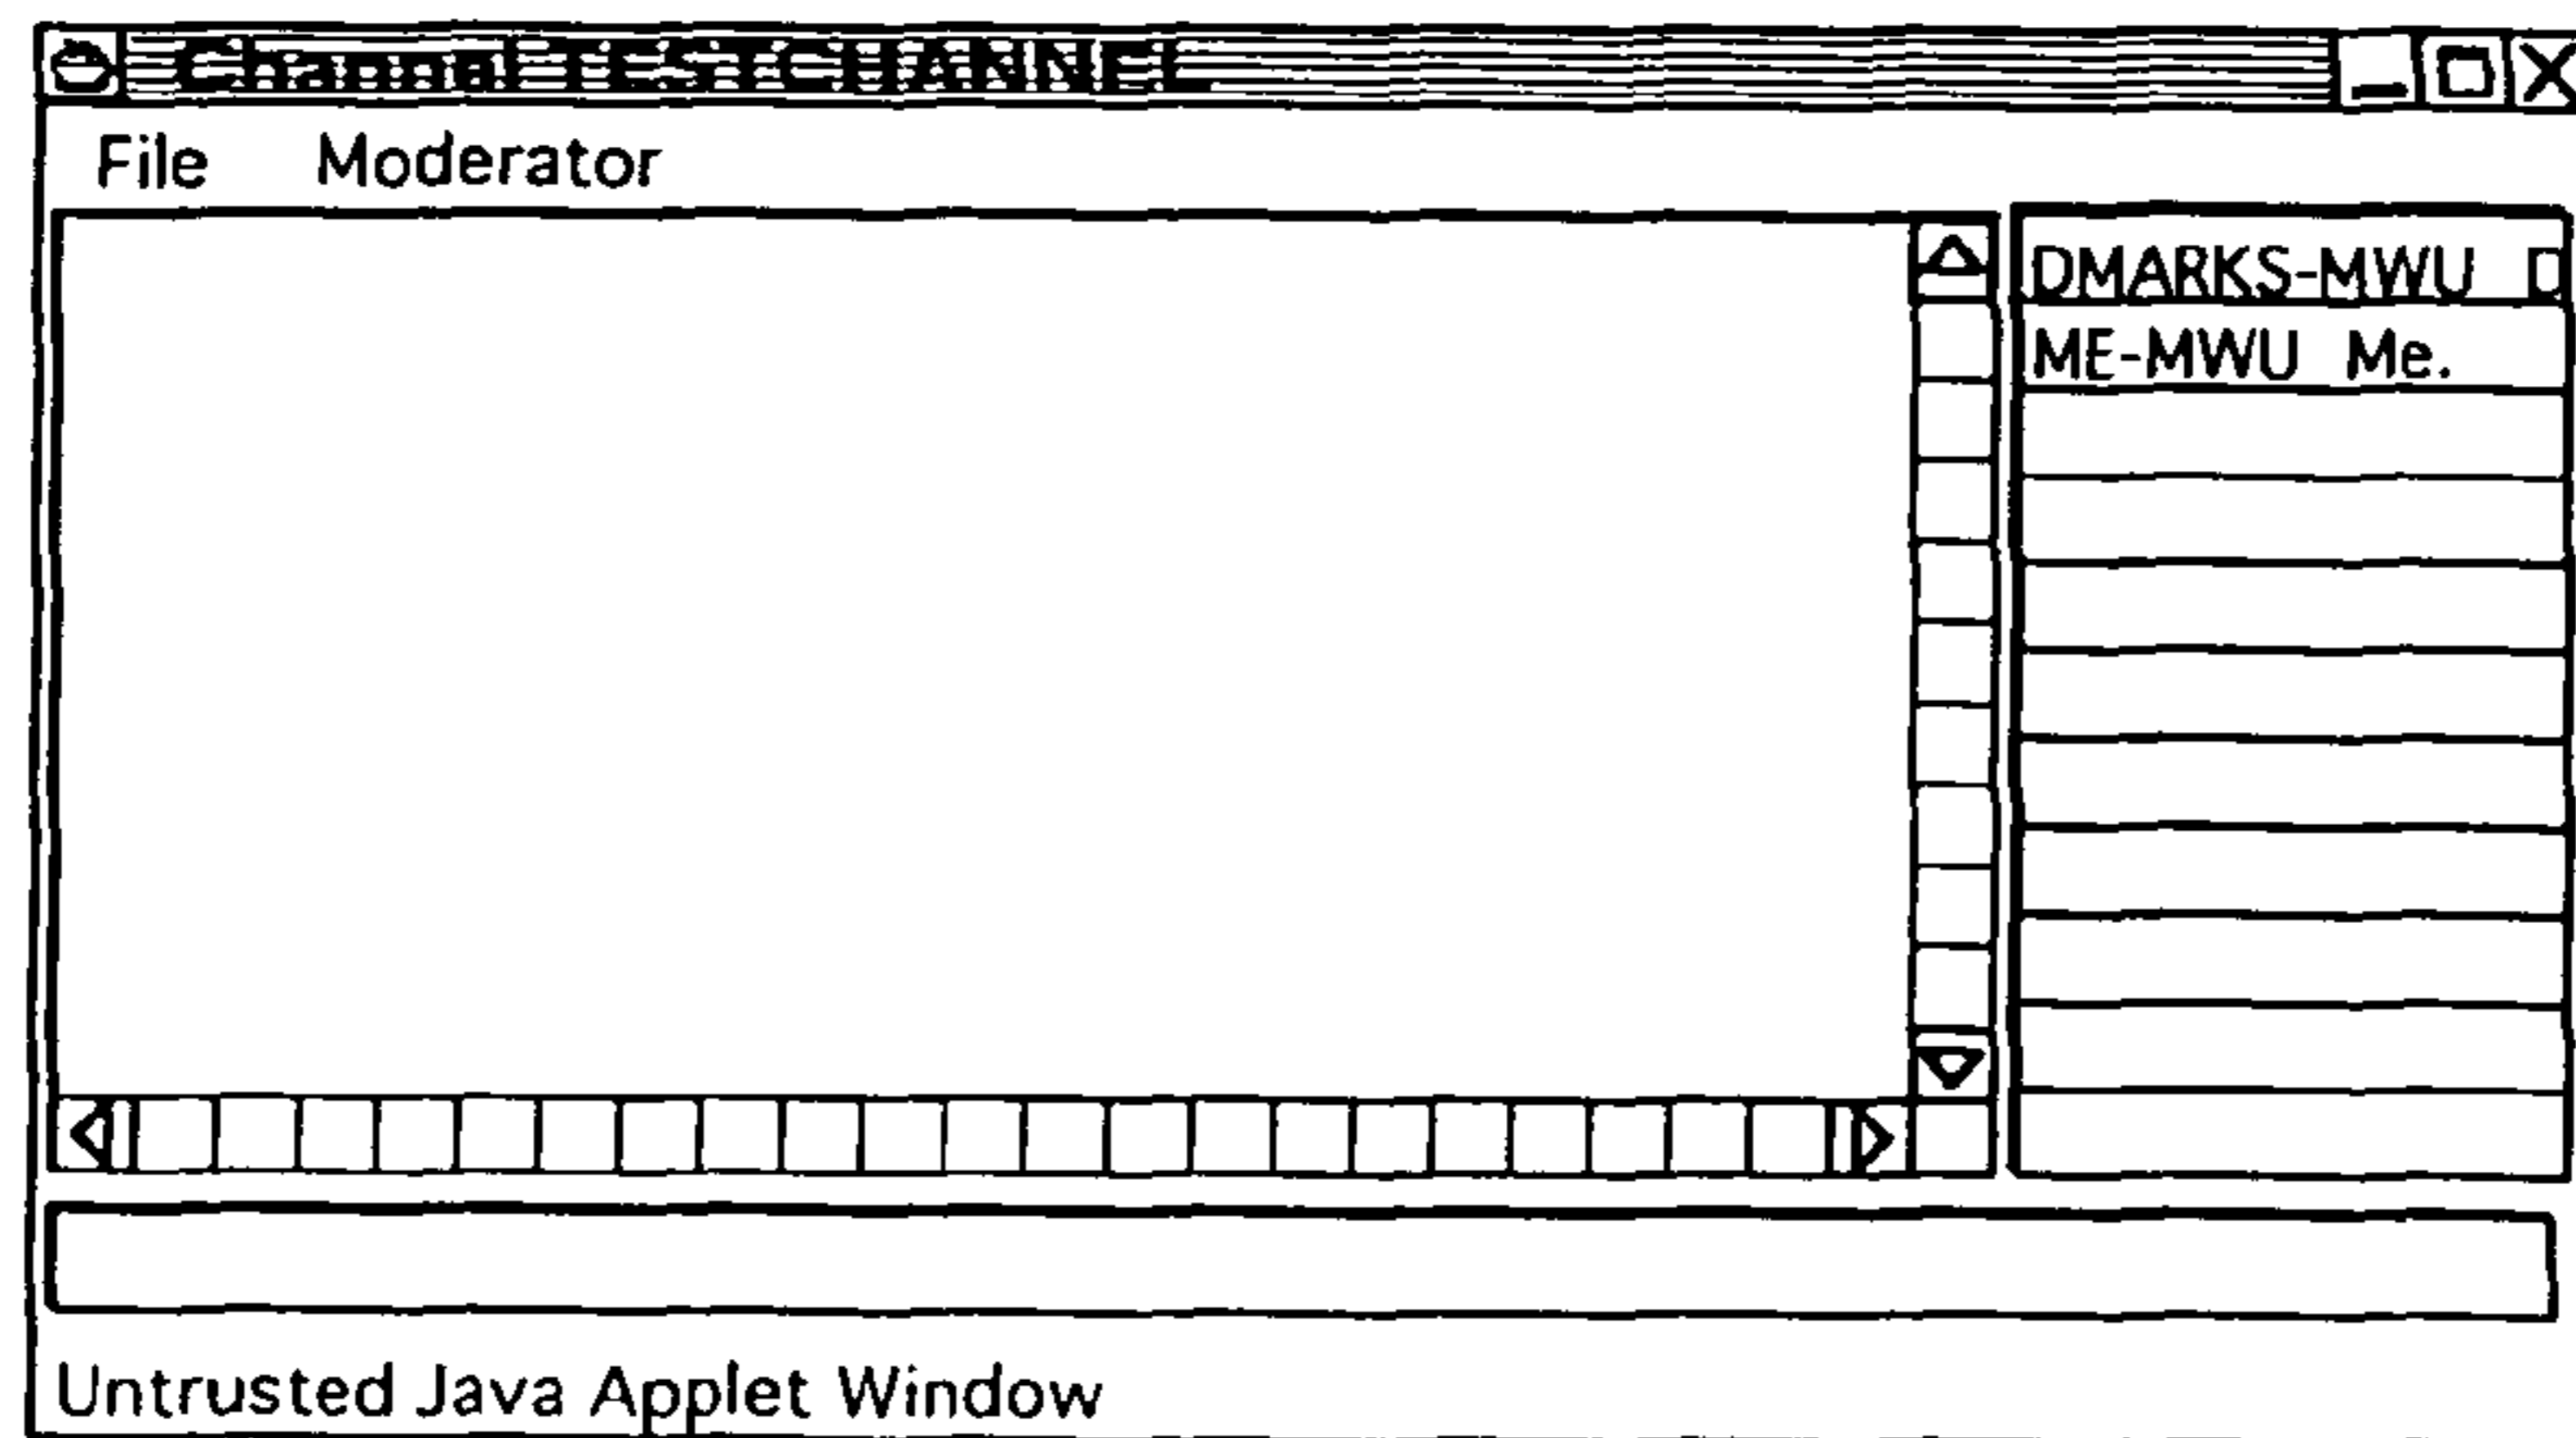 Channel TESTCHANNEL
File Moderator
DMARKS-MWU D
ME-MWU Me.
Untrusted Java Applet Window